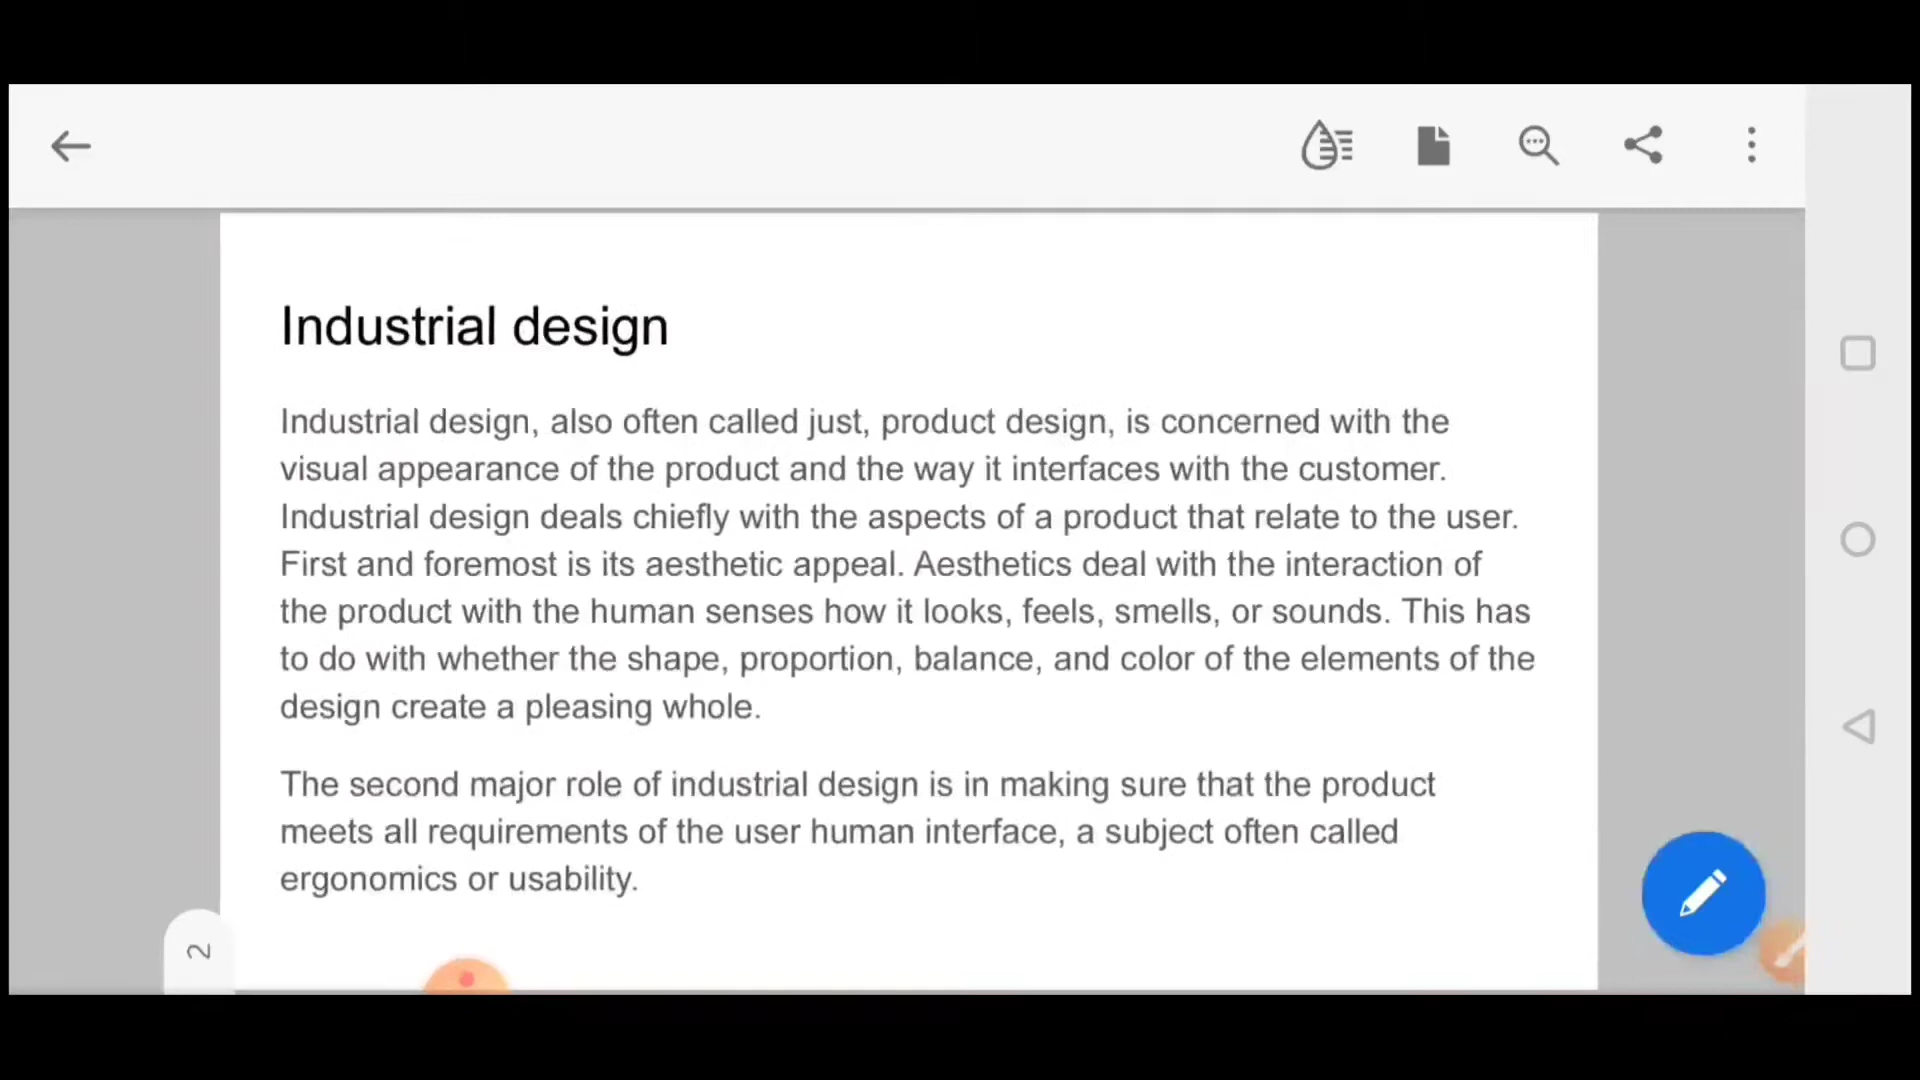 Industrial design
Industrial design, also often called just, product design, is concerned with the
visual appearance of the product and the way it interfaces with the customer.
Industrial design deals chiefly with the aspects of a product that relate to the user.
First and foremost is its aesthetic appeal. Aesthetics deal with the interaction of
the product with the human senses how it looks, feels, smells, or sounds. This has
to do with whether the shape, proportion, balance, and color of the elements of the
design create a pleasing whole.
The second major role of industrial design is in making sure that the product
meets all requirements of the user human interface, a subject often called
ergonomics or usability.
2